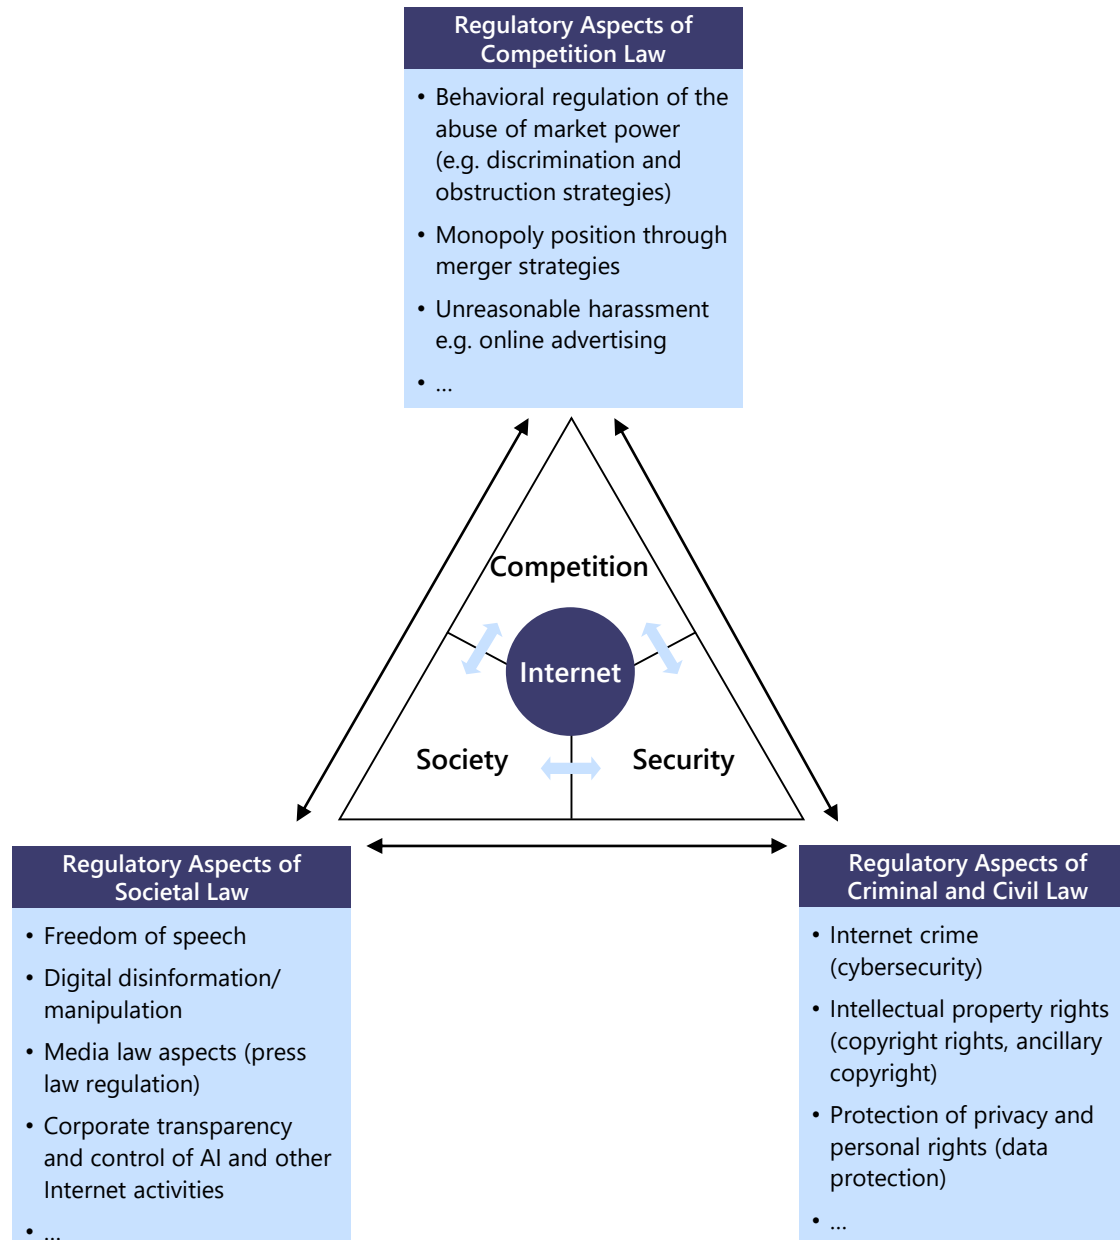 Regulatory Aspects of
Competition Law
• Behavioral regulation of the
abuse of market power
(e.g. discrimination and
obstruction strategies)
• Monopoly position through
merger strategies
• Unreasonable harassment
e.g. online advertising
• ...
Competition
Internet
Society
Security
Regulatory Aspects of
Societal Law
• Freedom of speech
• Digital disinformation/
manipulation
• Media law aspects (press
law regulation)
• Corporate transparency
and control of AI and other
Internet activities
• ...
Regulatory Aspects of
Criminal and Civil Law
• Internet crime
(cybersecurity)
• Intellectual property rights
(copyright rights, ancillary
copyright)
• Protection of privacy and
personal rights (data
protection)
• ...